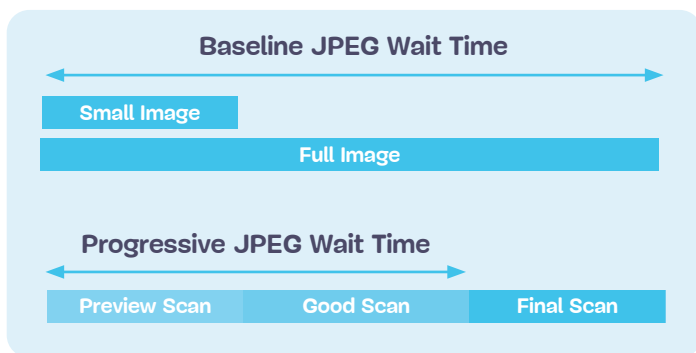 Baseline JPEG Wait Time
Small Image
Full Image
Progressive JPEG Wait Time
Preview Scan Good Scan Final Scan